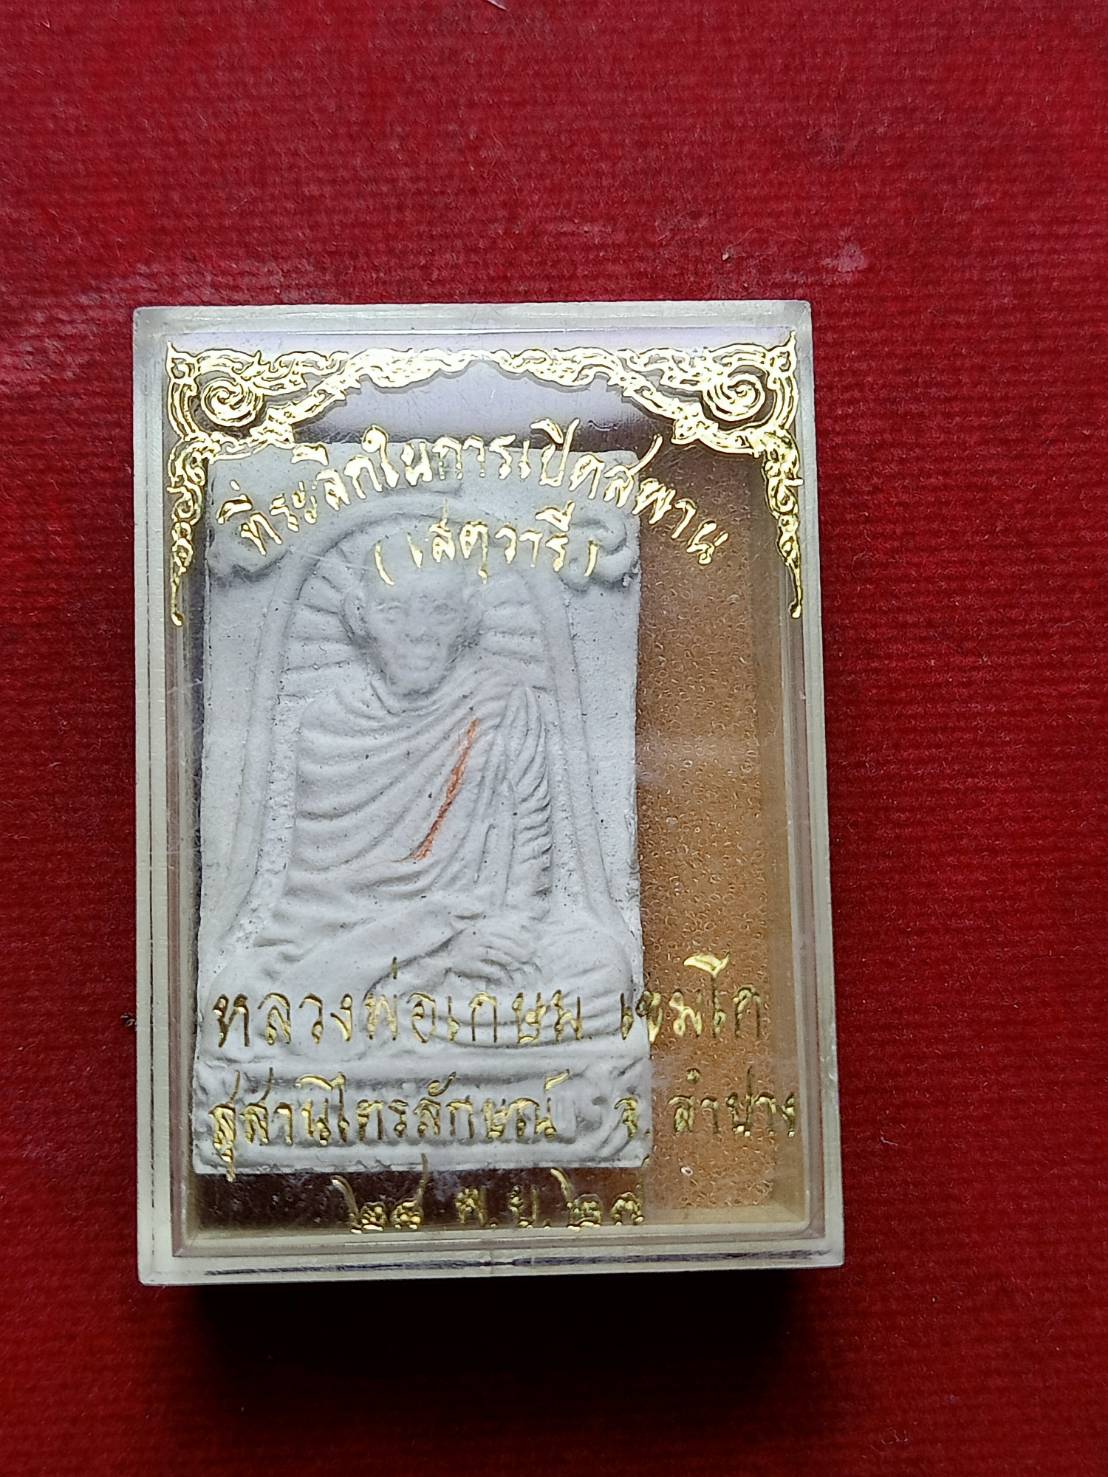 ที่ระลึกในการเปิดสพาน
(เสตุวารี)
หลวงพ่อเกษม เขมโก
สุสานไตรลักษณ์ จ. ลำปาง
๒๘ พ.ย. ๒๑